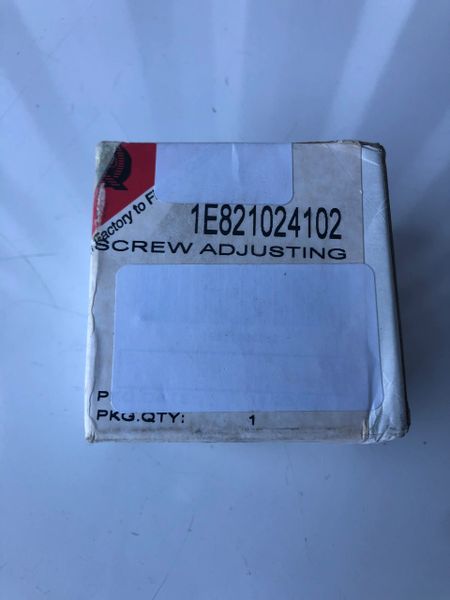 Factory to
1E821024102
SCREW ADJUSTING
PKG.QTY: 1